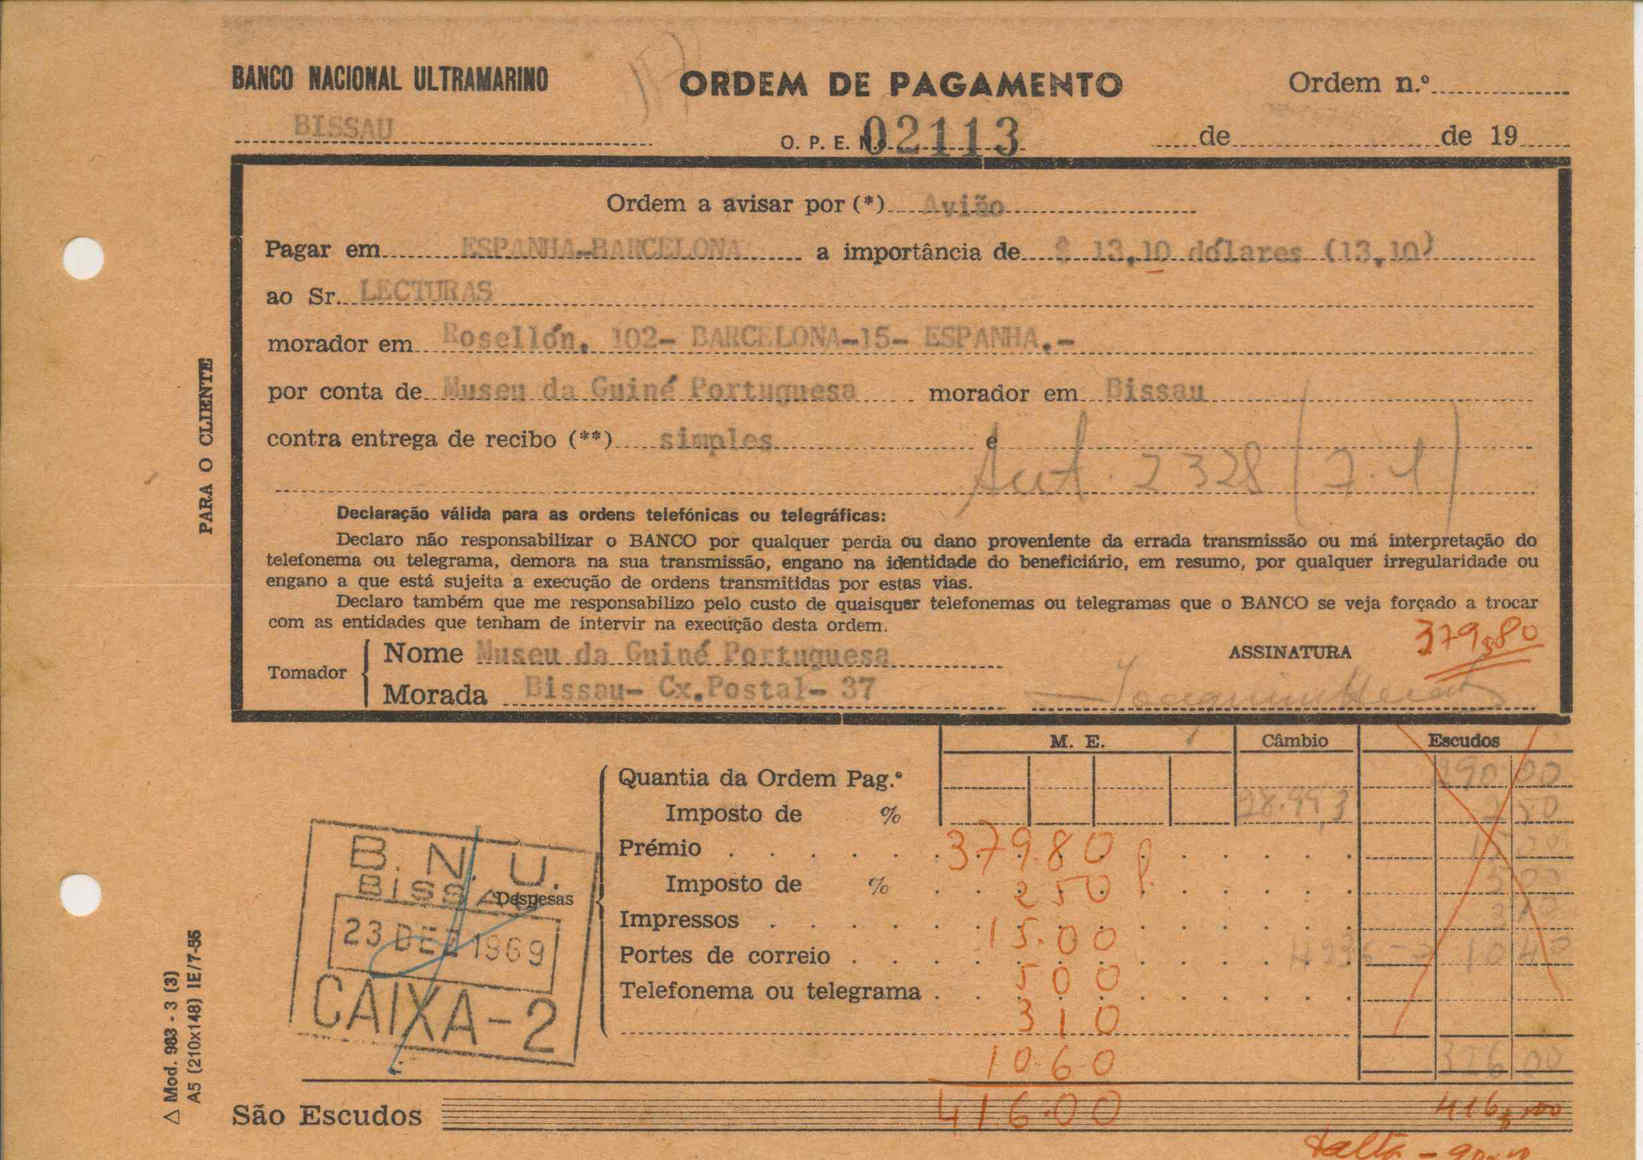 BANCO NACIONAL ULTRAMARINO
ORDEM DE PAGAMENTO
Ordem n.º
BISSAU
O. P. E. N.º 02113
de de 19
Ordem a avisar por (*) Avião
Pagar em ESPANHA-BARCELONA a importância de $ 13,10 dólares (13,10)
ao Sr. LECTURAS
morador em Rosellón, 102- BARCELONA-15- ESPANHA.-
por conta de Museu da Guiné Portuguesa morador em Bissau
contra entrega de recibo (**) simples e
Aut. 2328 (7.1)
Declaração válida para as ordens telefónicas ou telegráficas:
Declaro não responsabilizar o BANCO por qualquer perda ou dano proveniente da errada transmissão ou má interpretação do
telefonema ou telegrama, demora na sua transmissão, engano na identidade do beneficiário, em resumo, por qualquer irregularidade ou
engano a que está sujeita a execução de ordens transmitidas por estas vias.
Declaro também que me responsabilizo pelo custo de quaisquer telefonemas ou telegramas que o BANCO se veja forçado a trocar
com as entidades que tenham de intervir na execução desta ordem.
379$80
Tomador
Nome Museu da Guiné Portuguesa
ASSINATURA
Morada Bissau- Cx.Postal- 37
PARA O CLIENTE
M. E. Câmbio Escudos
Quantia da Ordem Pag.º
Imposto de %
Prémio 379.80
Imposto de % 250
Despesas
Impressos 15.00
Portes de correio 500
Telefonema ou telegrama 310
10.60
326.00
São Escudos 416.00 416$00
falta -
B. N. U.
BISSAU
23 DEZ 1969
CAIXA-2
△ Mod. 983 - 3 (3)
A5 (210x148) IE/7-55